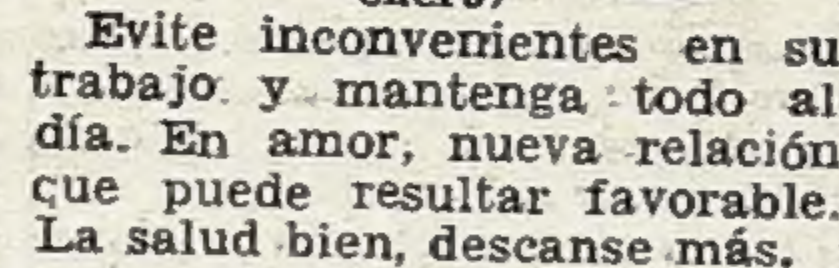 Evite inconvenientes en su
trabajo y mantenga todo al
día. En amor, nueva relación
que puede resultar favorable.
La salud bien, descanse más.